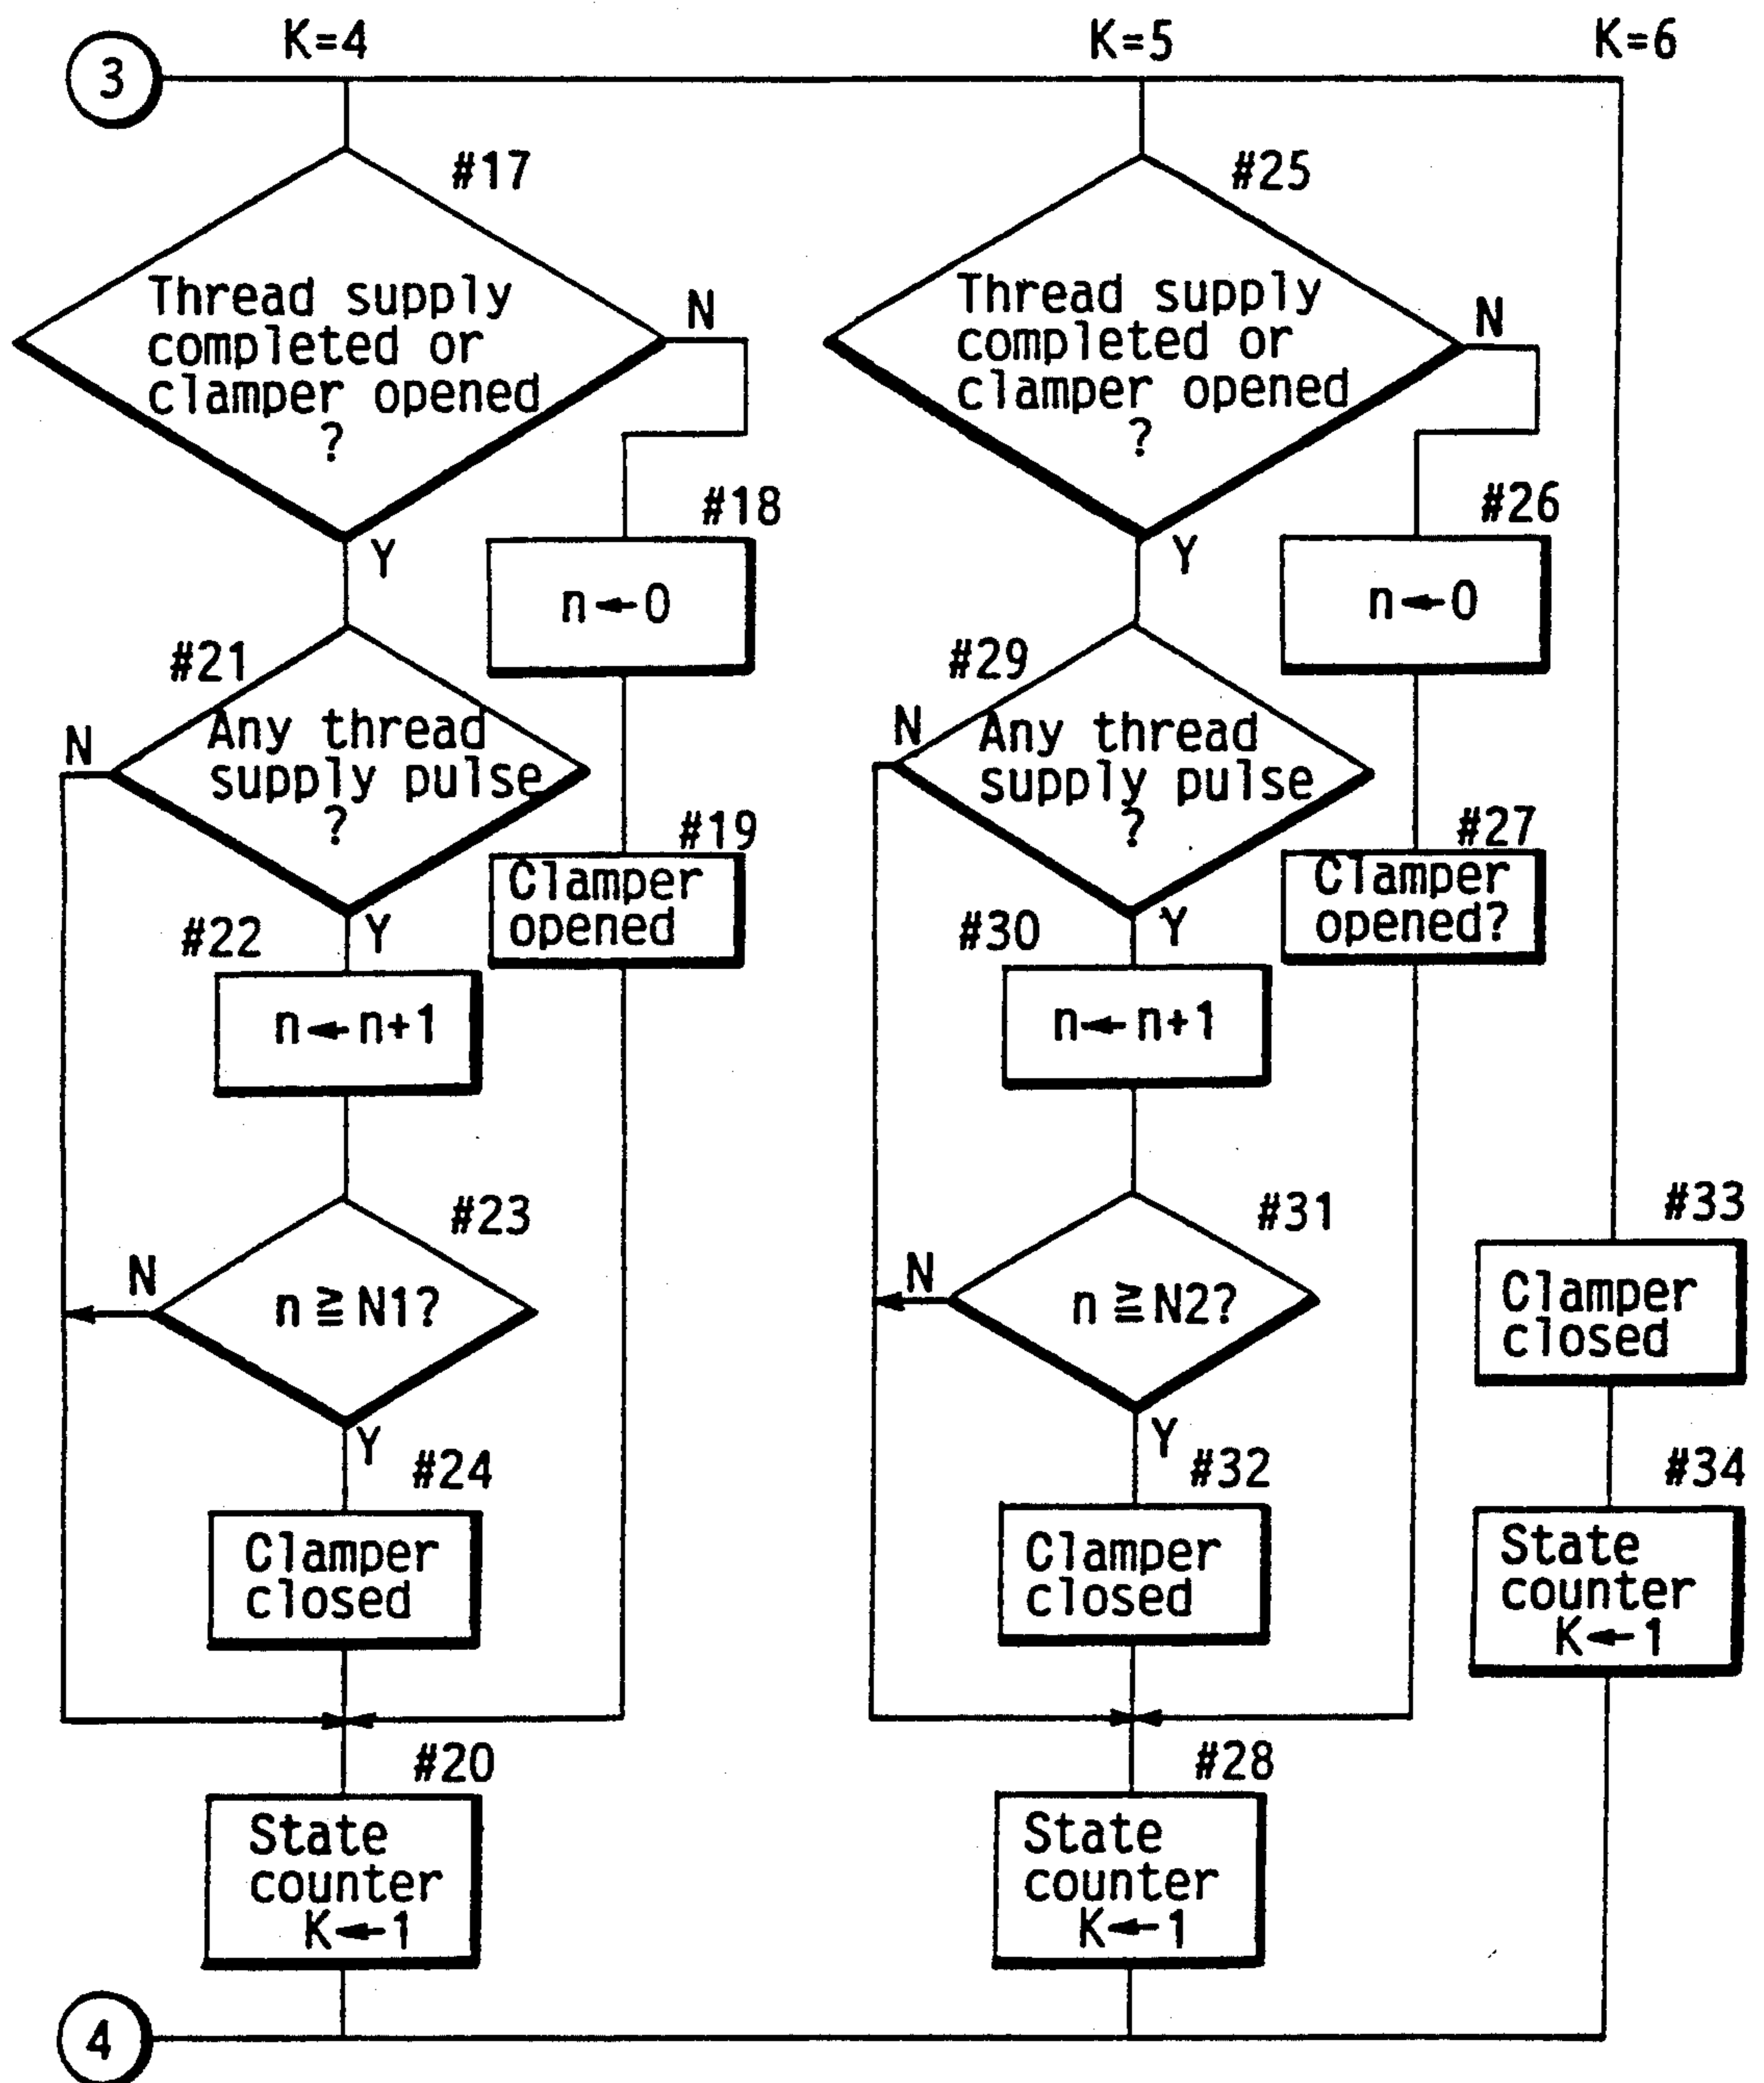 K=4
K=5
K=6
3
#17
Thread supply
completed or
clamper opened
?
N
Y
#18
n←0
#19
Clamper
opened
#21
Any thread
supply pulse
?
N
Y
#22
n←n+1
#23
n≧N1?
N
Y
#24
Clamper
closed
#20
State
counter
K←1
#25
Thread supply
completed or
clamper opened
?
N
Y
#26
n←0
#27
Clamper
opened?
#29
Any thread
supply pulse
?
N
Y
#30
n←n+1
#31
n≧N2?
N
Y
#32
Clamper
closed
#28
State
counter
K←1
#33
Clamper
closed
#34
State
counter
K←1
4